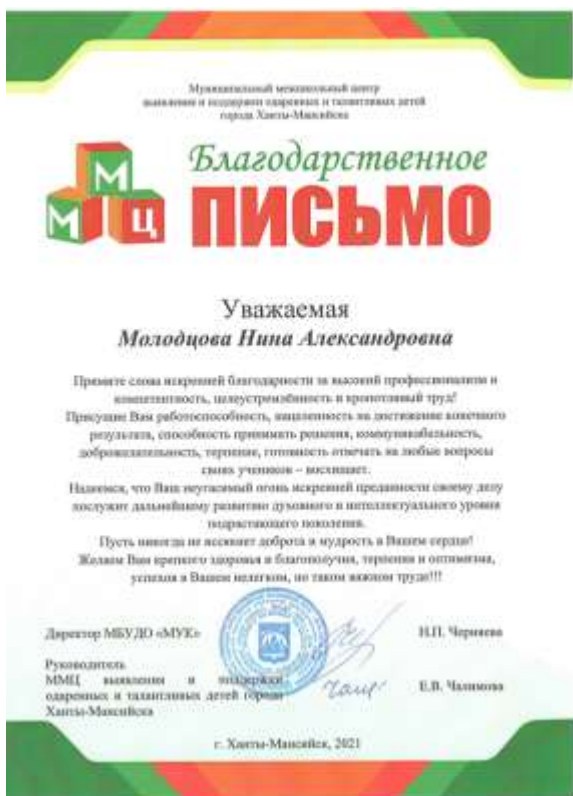 Муниципальный межшкольный центр
выявления и поддержки одаренных и талантливых детей
города Ханты-Мансийска
М
М Ц
Благодарственное
ПИСЬМО
Уважаемая
Молодцова Нина Александровна
Примите слова искренней благодарности за высокий профессионализм и
компетентность, целеустремлённость и кропотливый труд!
Присущие Вам работоспособность, нацеленность на достижение конечного
результата, способность принимать решения, коммуникабельность,
доброжелательность, терпение, готовность отвечать на любые вопросы
своих учеников – восхищает.
Надеемся, что Ваш неугасимый огонь искренней преданности своему делу
послужит дальнейшему развитию духовного и интеллектуального уровня
подрастающего поколения.
Пусть никогда не иссякнет доброта и мудрость в Вашем сердце!
Желаем Вам крепкого здоровья и благополучия, терпения и оптимизма,
успехов в Вашем нелегком, но таком важном труде!!!
Директор МБУДО «МУК» Н.П. Черняева
Руководитель
ММЦ выявления и поддержки
одаренных и талантливых детей города
Ханты-Мансийска
Е.В. Чалимова
г. Ханты-Мансийск, 2021